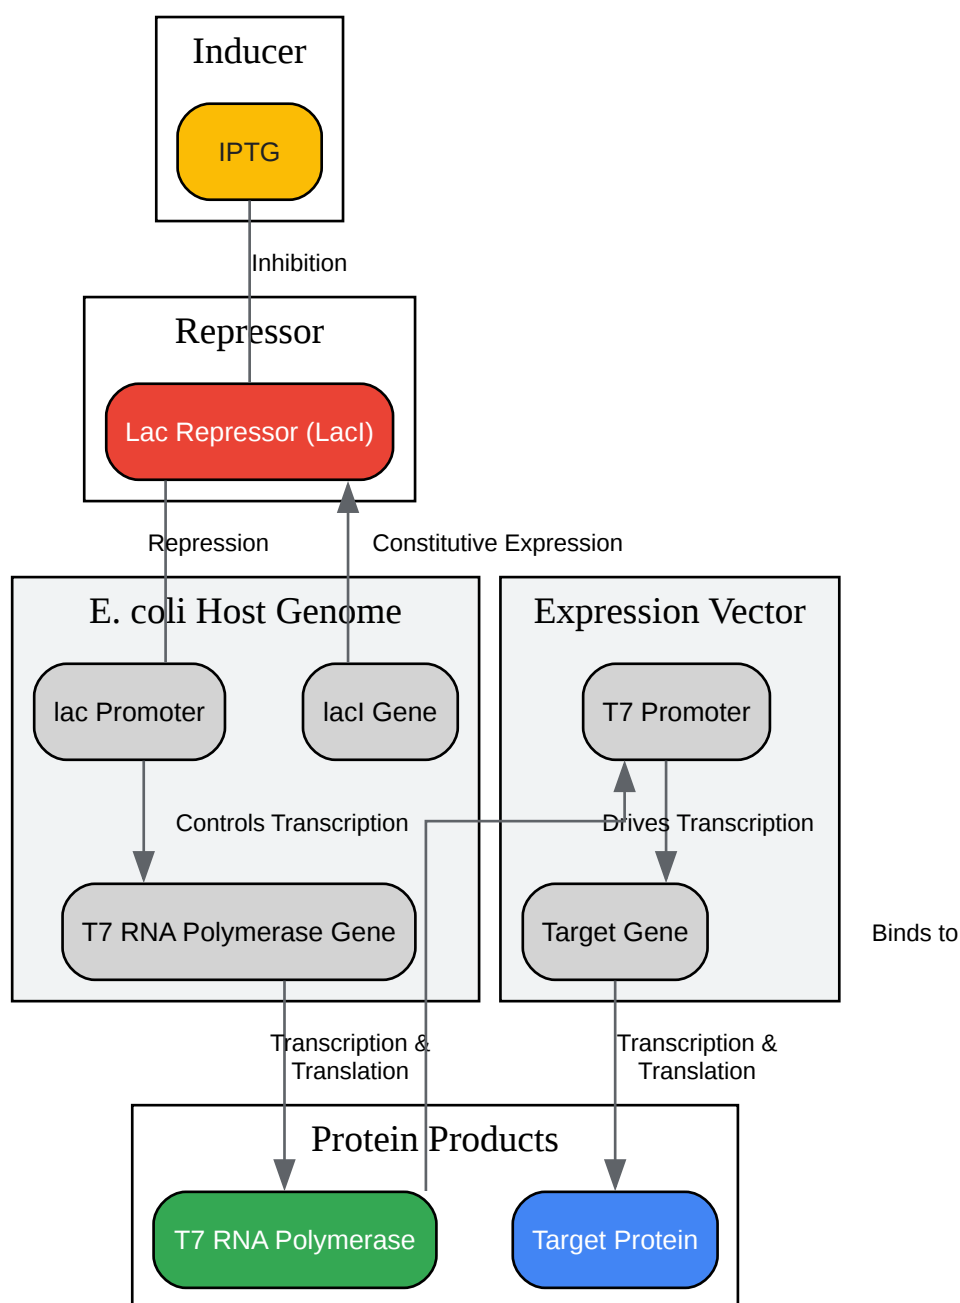 Inducer
IPTG
Inhibition
Repressor
Lac Repressor (LacI)
Repression
Constitutive Expression
E. coli Host Genome
Expression Vector
lac Promoter
lacI Gene
T7 Promoter
Controls Transcription
Drives Transcription
T7 RNA Polymerase Gene
Target Gene
Binds to
Transcription &
Translation
Transcription &
Translation
Protein Products
T7 RNA Polymerase
Target Protein